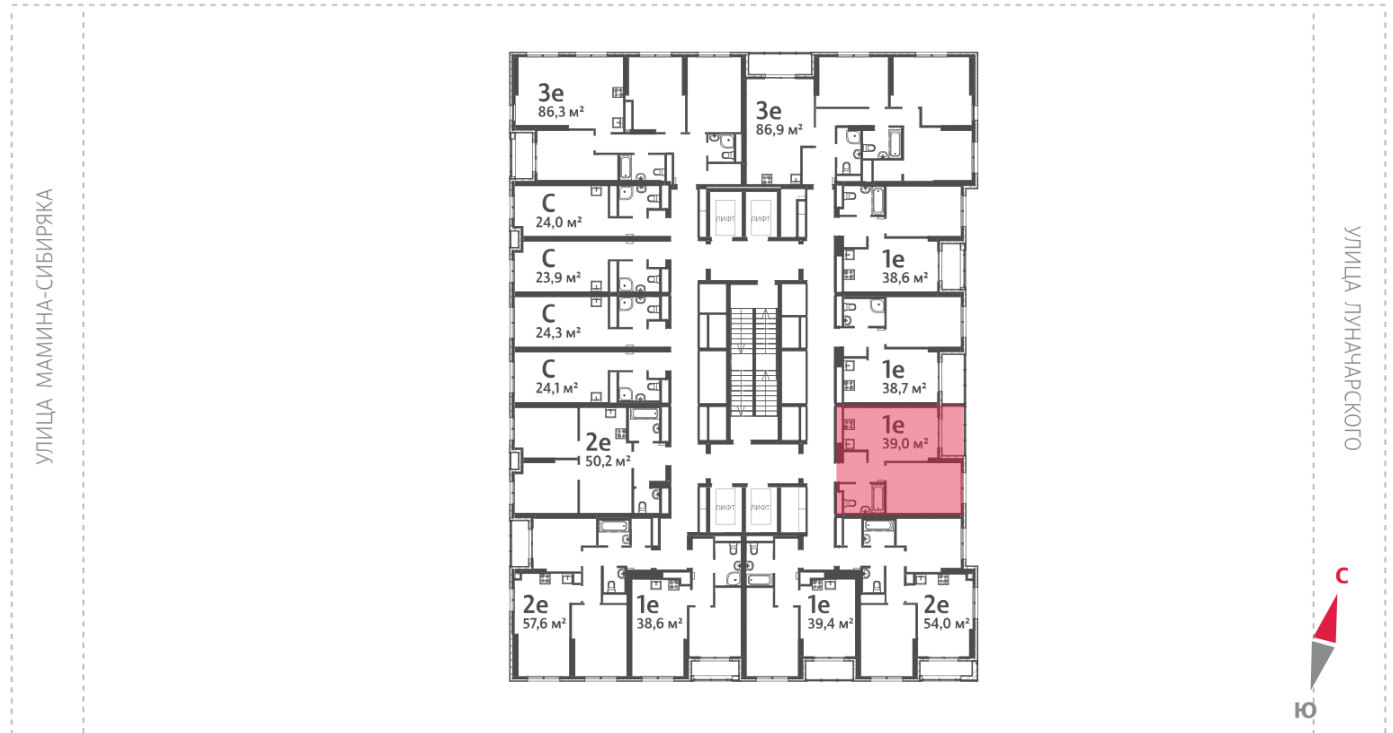 УЛИЦА МАМИНА-СИБИРЯКА
3е
86,3 м²
3е
86,9 м²
С
24,0 м²
ЛИФТ
ЛИФТ
С
23,9 м²
1е
38,6 м²
С
24,3 м²
С
24,1 м²
1е
38,7 м²
2е
50,2 м²
1е
39,0 м²
ЛИФТ
ЛИФТ
2е
57,6 м²
1е
38,6 м²
1е
39,4 м²
2е
54,0 м²
УЛИЦА ЛУНАЧАРСКОГО
С
Ю